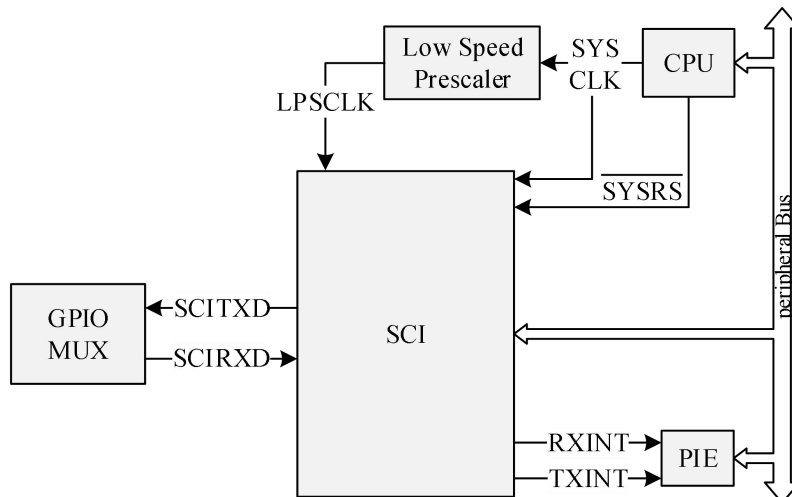 Low Speed
Prescaler
SYS
CLK
CPU
LPSCLK
SYSRS
peripheral Bus
GPIO
MUX
SCITXD
SCIRXD
SCI
RXINT
TXINT
PIE